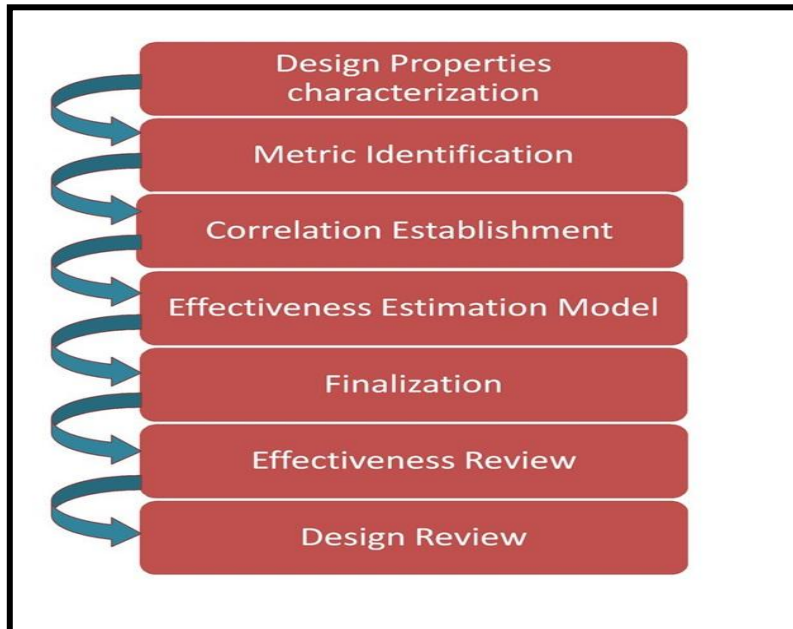 Design Properties
characterization
Metric Identification
Correlation Establishment
Effectiveness Estimation Model
Finalization
Effectiveness Review
Design Review